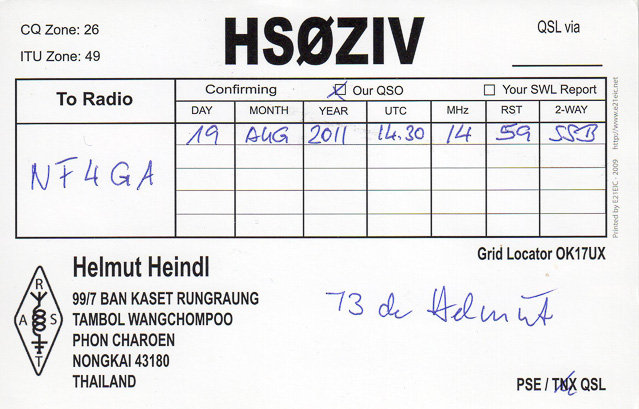 CQ Zone: 26
ITU Zone: 49
HSØZIV
QSL via
To Radio
Confirming
Our QSO
Your SWL Report
DAY MONTH YEAR UTC MHz RST 2-WAY
19 AUG 2011 14.30 14 59 SSB
NF4GA
Printed by E21EIC - 2009 http://www.e21eic.net
Grid Locator OK17UX
Helmut Heindl
99/7 BAN KASET RUNGRAUNG
TAMBOL WANGCHOMPOO
PHON CHAROEN
NONGKAI 43180
THAILAND
R
A S
T
73 de Helmut
PSE / TNX QSL